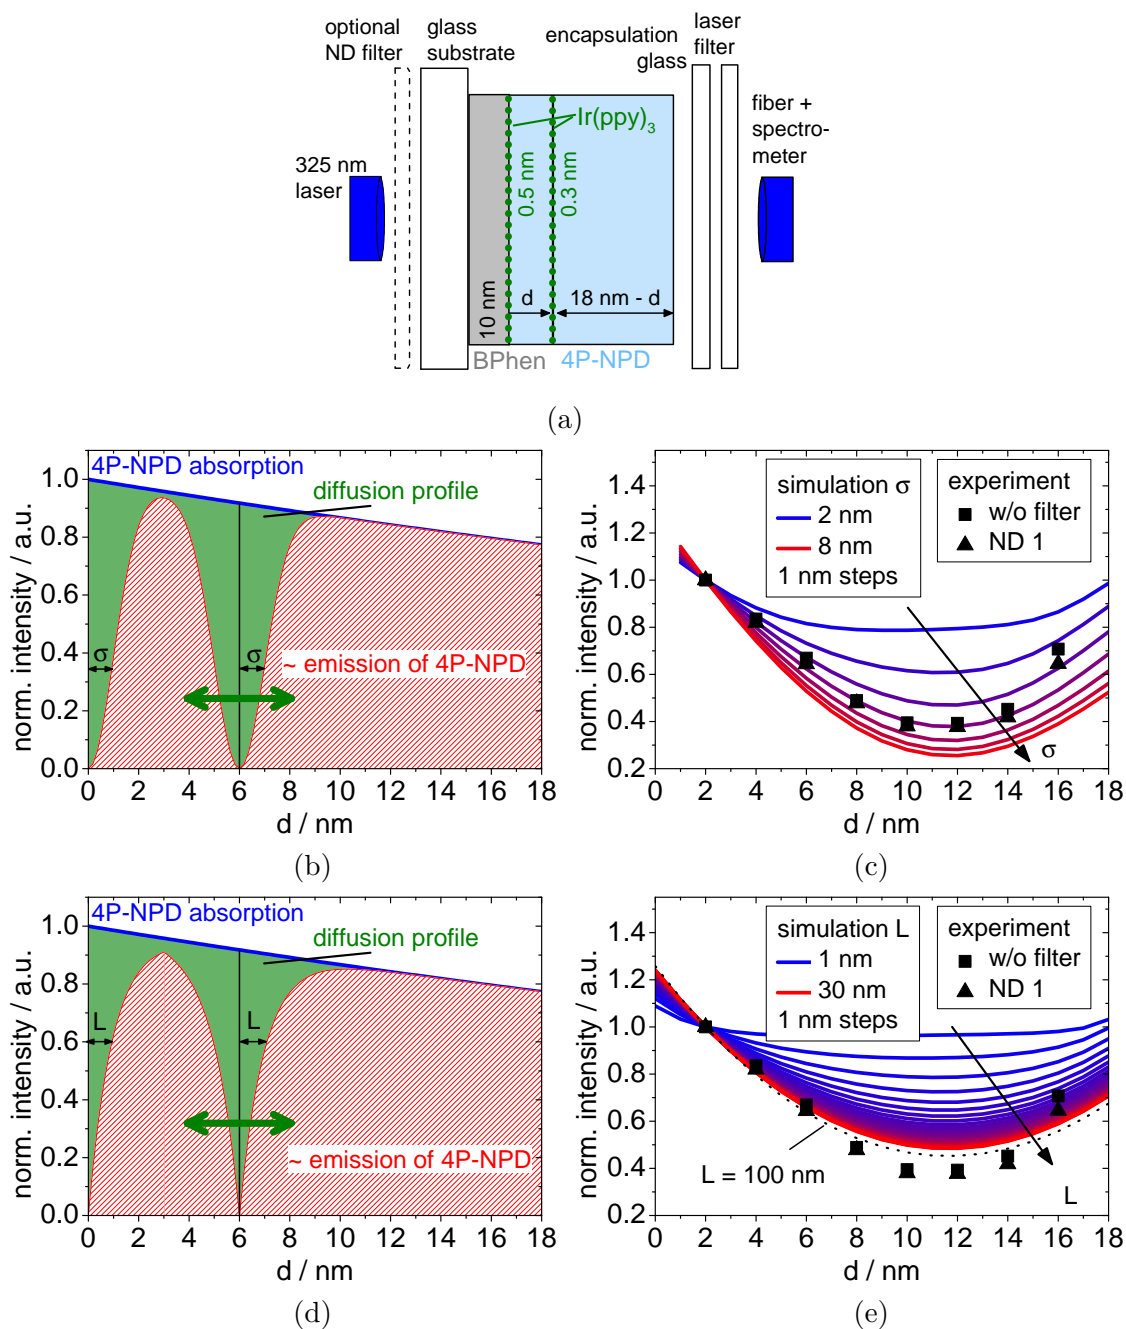 optional
ND filter
glass
substrate
encapsulation
glass
laser
filter
fiber +
spectro-
meter
325 nm
laser
Ir(ppy)₃
0.5 nm
0.3 nm
10 nm
d
18 nm - d
BPhen
4P-NPD
(a)
norm. intensity / a.u.
1.0
0.8
0.6
0.4
0.2
0.0
4P-NPD absorption
diffusion profile
σ
σ
~ emission of 4P-NPD
0 2 4 6 8 10 12 14 16 18
d / nm
(b)
norm. intensity / a.u.
1.4
1.2
1.0
0.8
0.6
0.4
0.2
simulation σ
2 nm
8 nm
1 nm steps
experiment
w/o filter
ND 1
σ
0 2 4 6 8 10 12 14 16 18
d / nm
(c)
norm. intensity / a.u.
1.0
0.8
0.6
0.4
0.2
0.0
4P-NPD absorption
diffusion profile
L
L
~ emission of 4P-NPD
0 2 4 6 8 10 12 14 16 18
d / nm
(d)
norm. intensity / a.u.
1.4
1.2
1.0
0.8
0.6
0.4
0.2
simulation L
1 nm
30 nm
1 nm steps
experiment
w/o filter
ND 1
L = 100 nm
L
0 2 4 6 8 10 12 14 16 18
d / nm
(e)